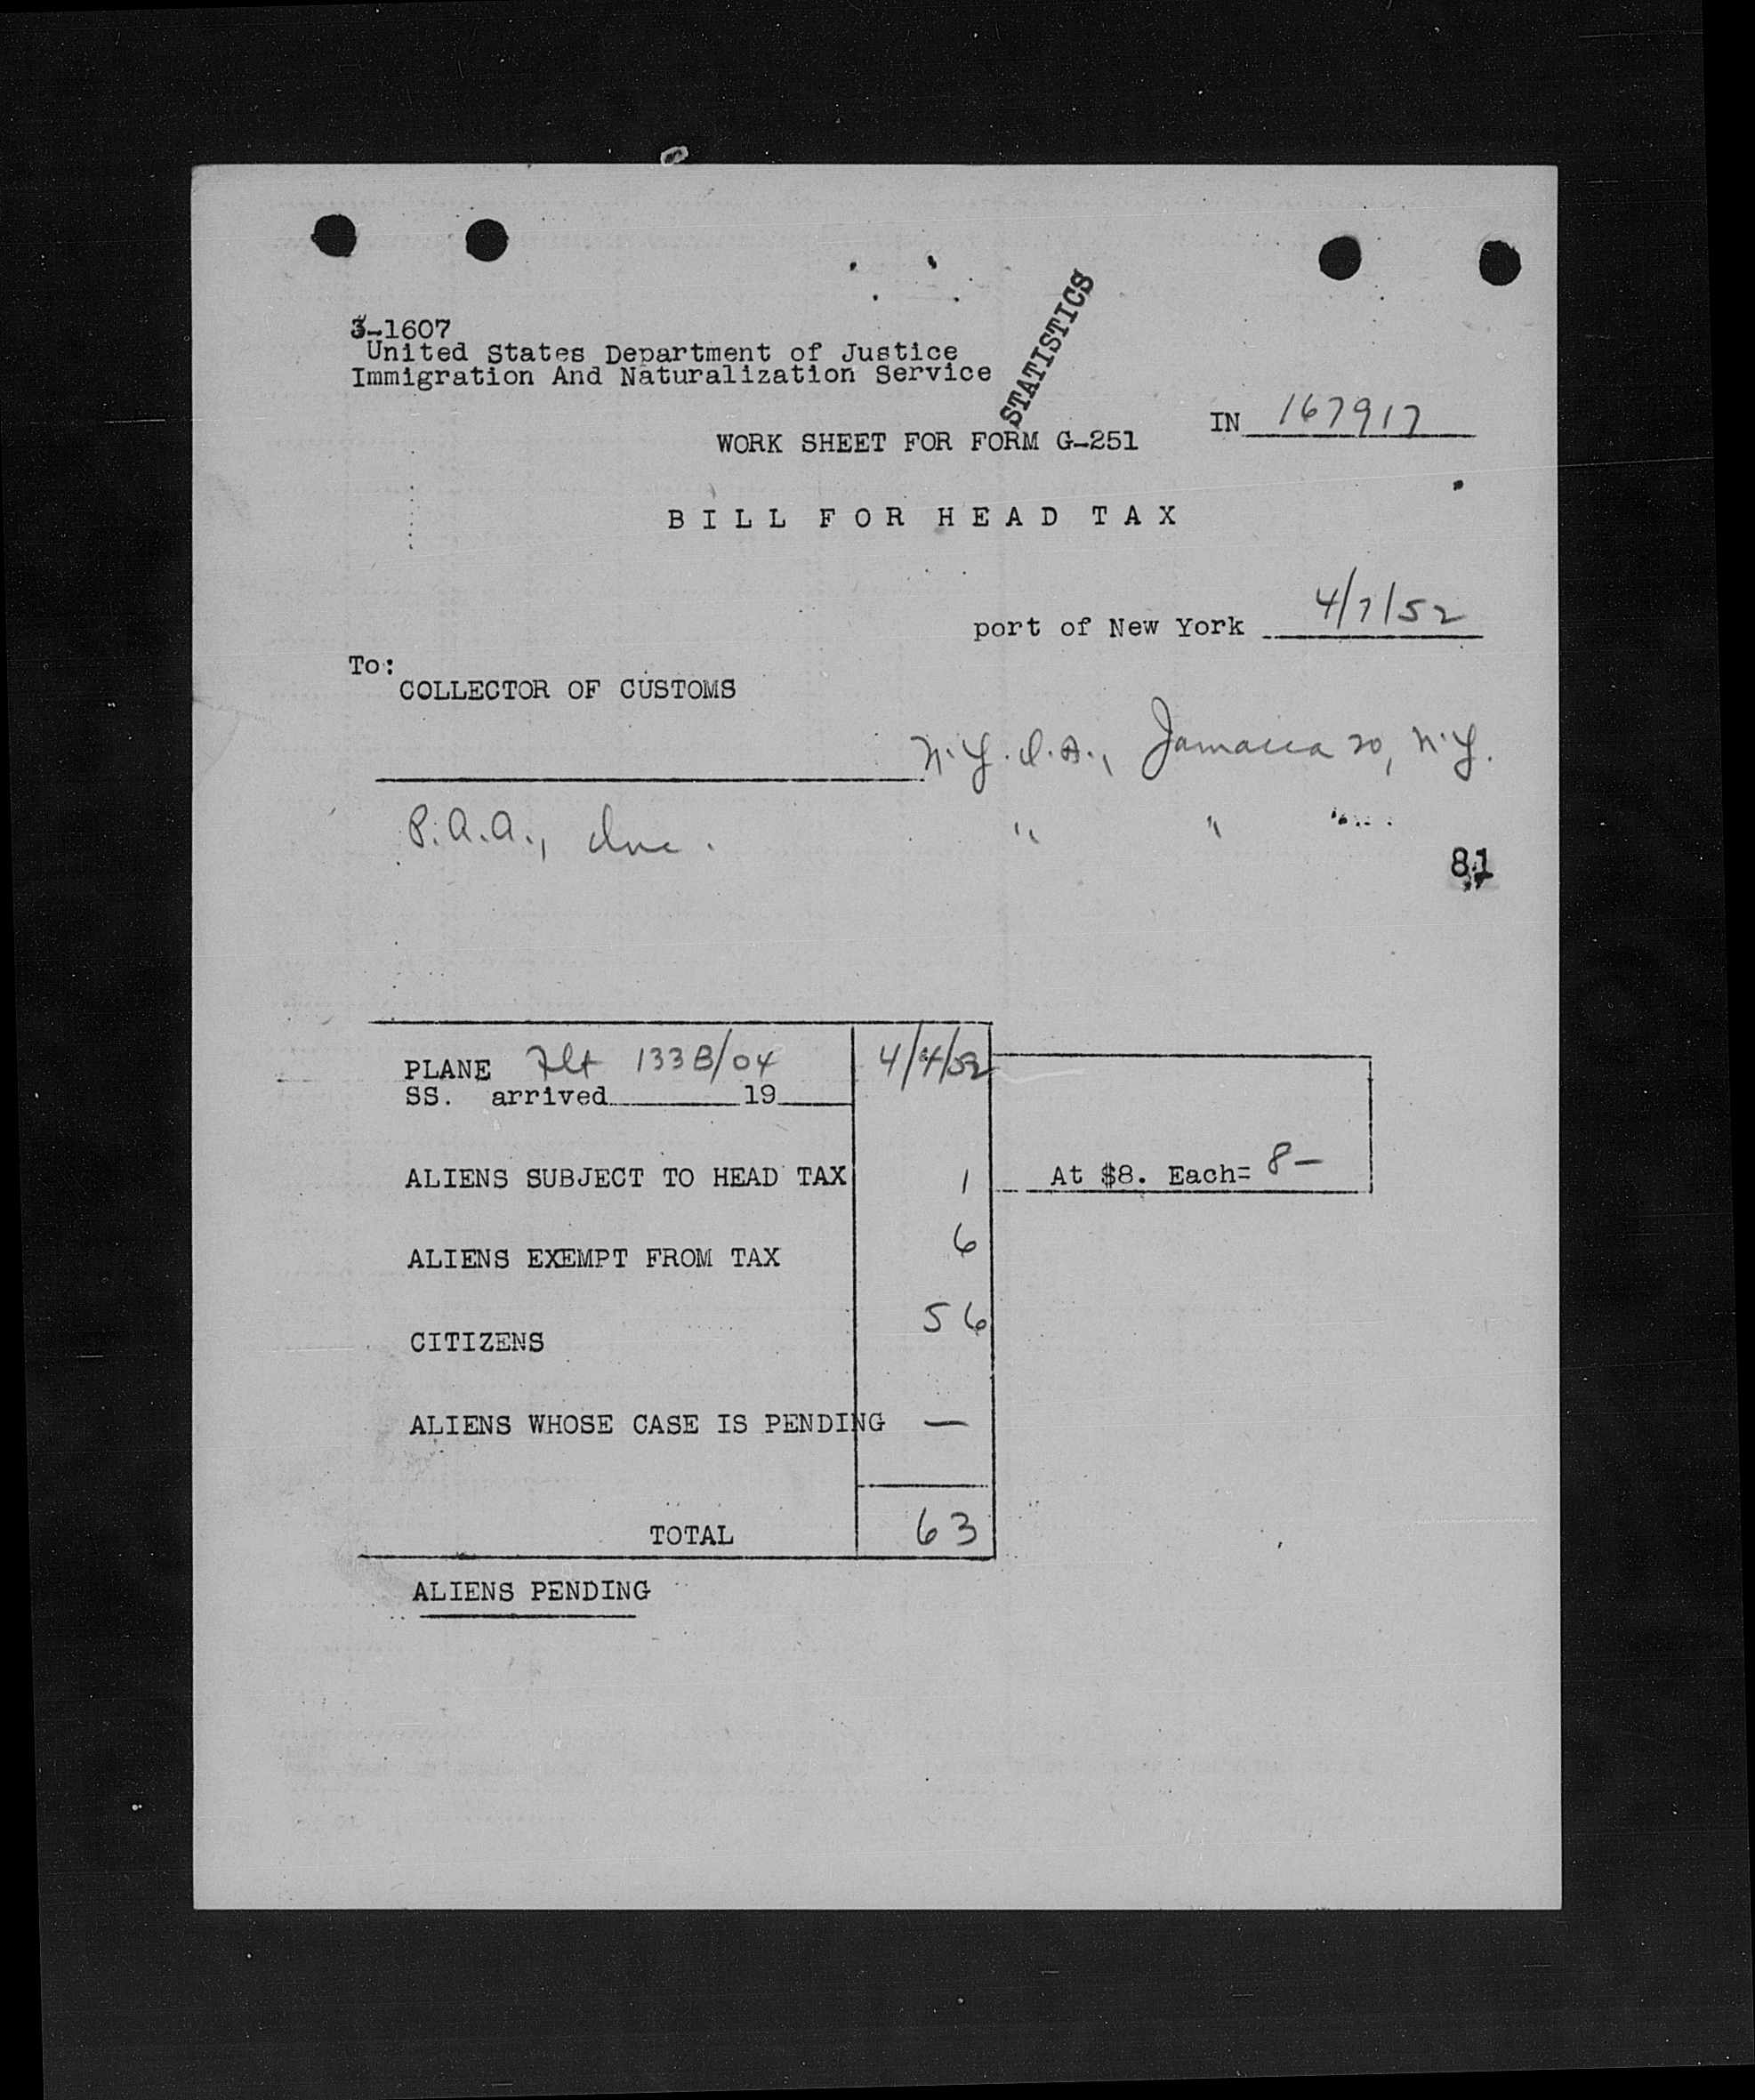 STATISTICS
3-1607
United States Department of Justice
Immigration And Naturalization Service
IN 167917
WORK SHEET FOR FORM G-251
BILL FOR HEAD TAX
port of New York 4/7/52
To:
COLLECTOR OF CUSTOMS
N.Y.I.A., Jamaica 20, N.Y.
P.A.A., Inc. " "
81
PLANE Flt 133B/04 4/4/52
SS. arrived 19
ALIENS SUBJECT TO HEAD TAX 1 At $8. Each= 8-
ALIENS EXEMPT FROM TAX 6
CITIZENS 56
ALIENS WHOSE CASE IS PENDING —
TOTAL 63
ALIENS PENDING